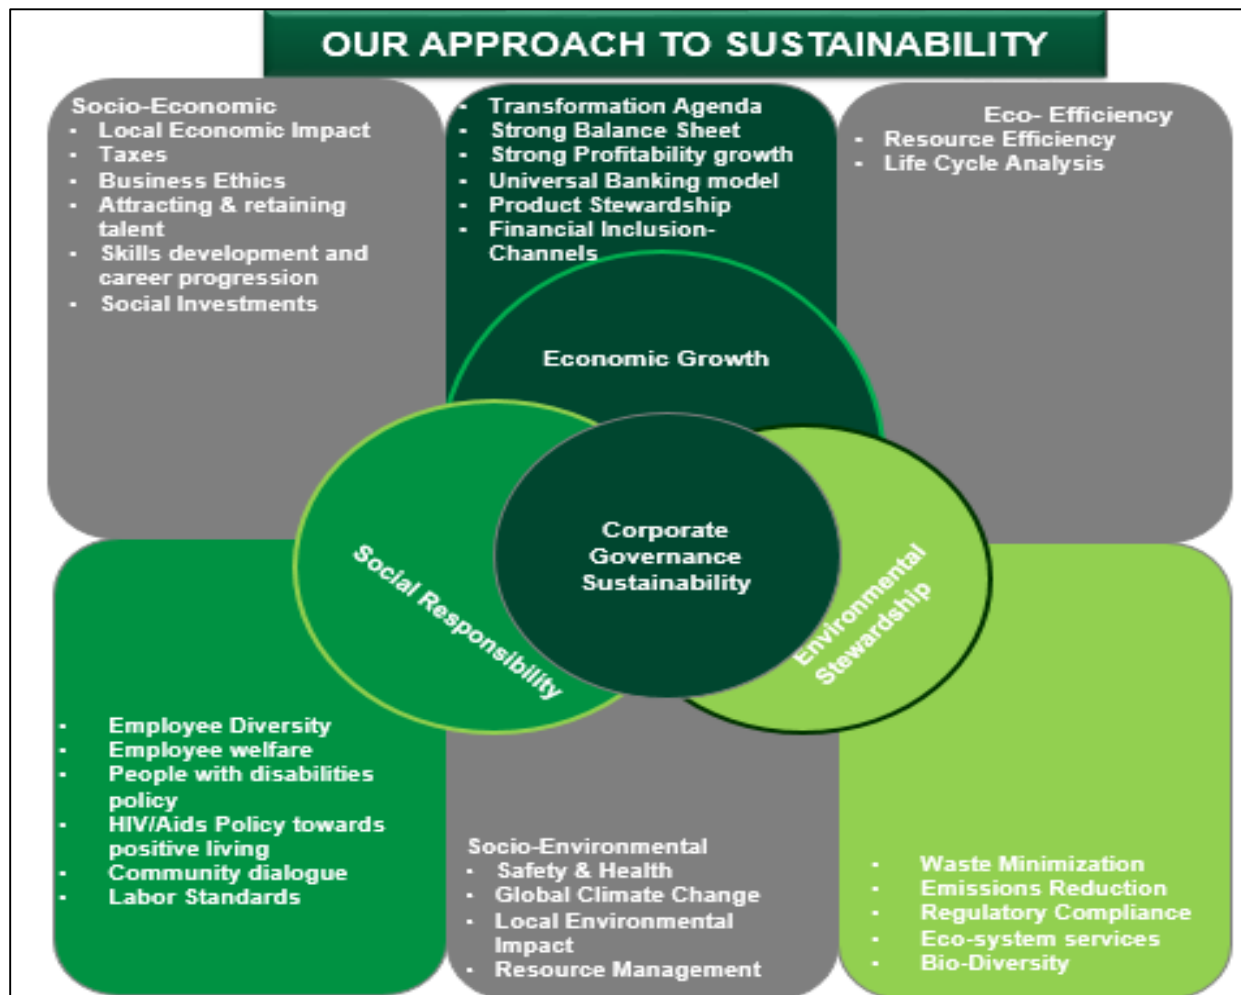 OUR APPROACH TO SUSTAINABILITY
Socio-Economic
▪ Local Economic Impact
▪ Taxes
▪ Business Ethics
▪ Attracting & retaining
talent
▪ Skills development and
career progression
▪ Social Investments
▪ Transformation Agenda
▪ Strong Balance Sheet
▪ Strong Profitability growth
▪ Universal Banking model
▪ Product Stewardship
▪ Financial Inclusion-
Channels
Eco- Efficiency
▪ Resource Efficiency
▪ Life Cycle Analysis
Economic Growth
Corporate
Governance
Sustainability
Social Responsibility
Environmental
Stewardship
▪ Employee Diversity
▪ Employee welfare
▪ People with disabilities
policy
▪ HIV/Aids Policy towards
positive living
▪ Community dialogue
▪ Labor Standards
Socio-Environmental
▪ Safety & Health
▪ Global Climate Change
▪ Local Environmental
Impact
▪ Resource Management
▪ Waste Minimization
▪ Emissions Reduction
▪ Regulatory Compliance
▪ Eco-system services
▪ Bio-Diversity